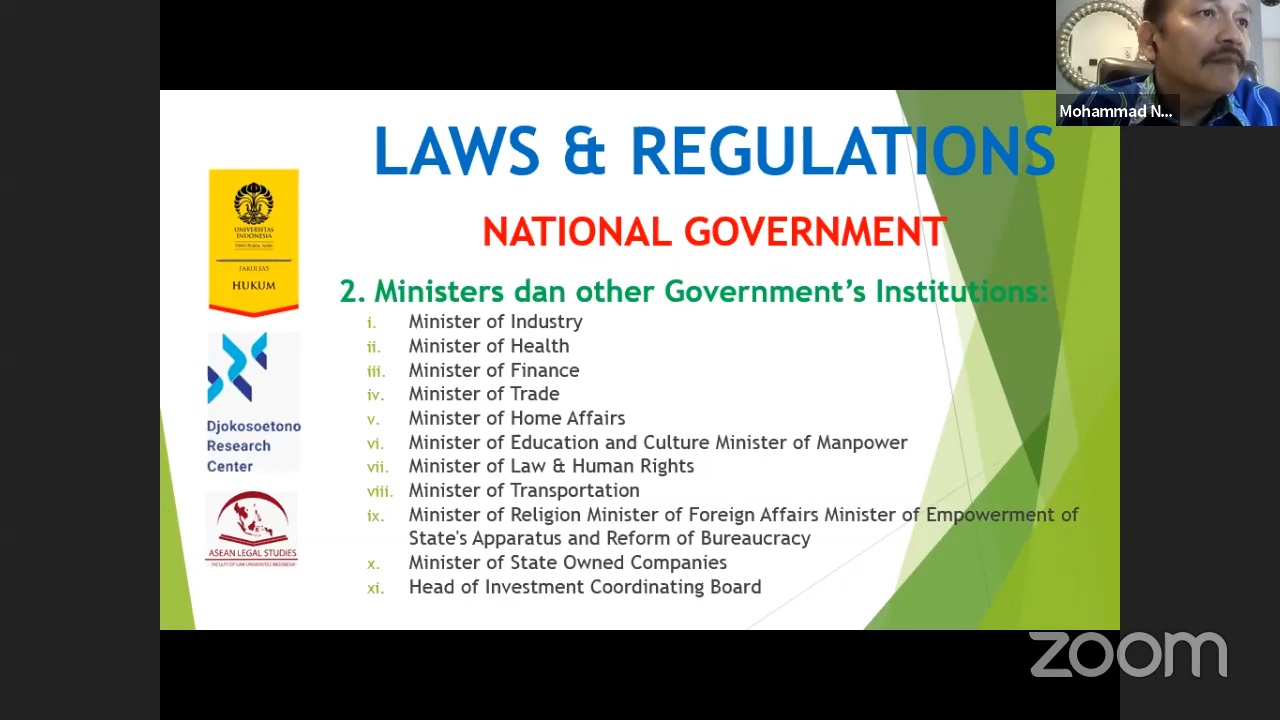 Mohammad N...
LAWS & REGULATIONS
NATIONAL GOVERNMENT
2. Ministers dan other Government's Institutions:
i. Minister of Industry
ii. Minister of Health
iii. Minister of Finance
iv. Minister of Trade
v. Minister of Home Affairs
vi. Minister of Education and Culture Minister of Manpower
vii. Minister of Law & Human Rights
viii. Minister of Transportation
ix. Minister of Religion Minister of Foreign Affairs Minister of Empowerment of
State's Apparatus and Reform of Bureaucracy
x. Minister of State Owned Companies
xi. Head of Investment Coordinating Board
UNIVERSITAS
INDONESIA
FAKULTAS
HUKUM
Djokosoetono
Research
Center
ASEAN LEGAL STUDIES
FACULTY OF LAW UNIVERSITAS INDONESIA
zoom